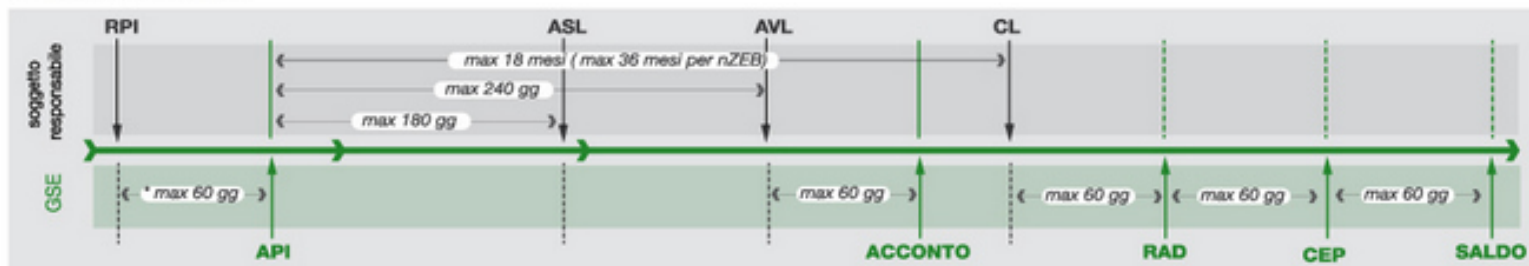 RPI ASL AVL CL
soggetto
responsabile
max 18 mesi ( max 36 mesi per nZEB)
max 240 gg
max 180 gg
GSE
* max 60 gg max 60 gg max 60 gg max 60 gg max 60 gg
API ACCONTO RAD CEP SALDO